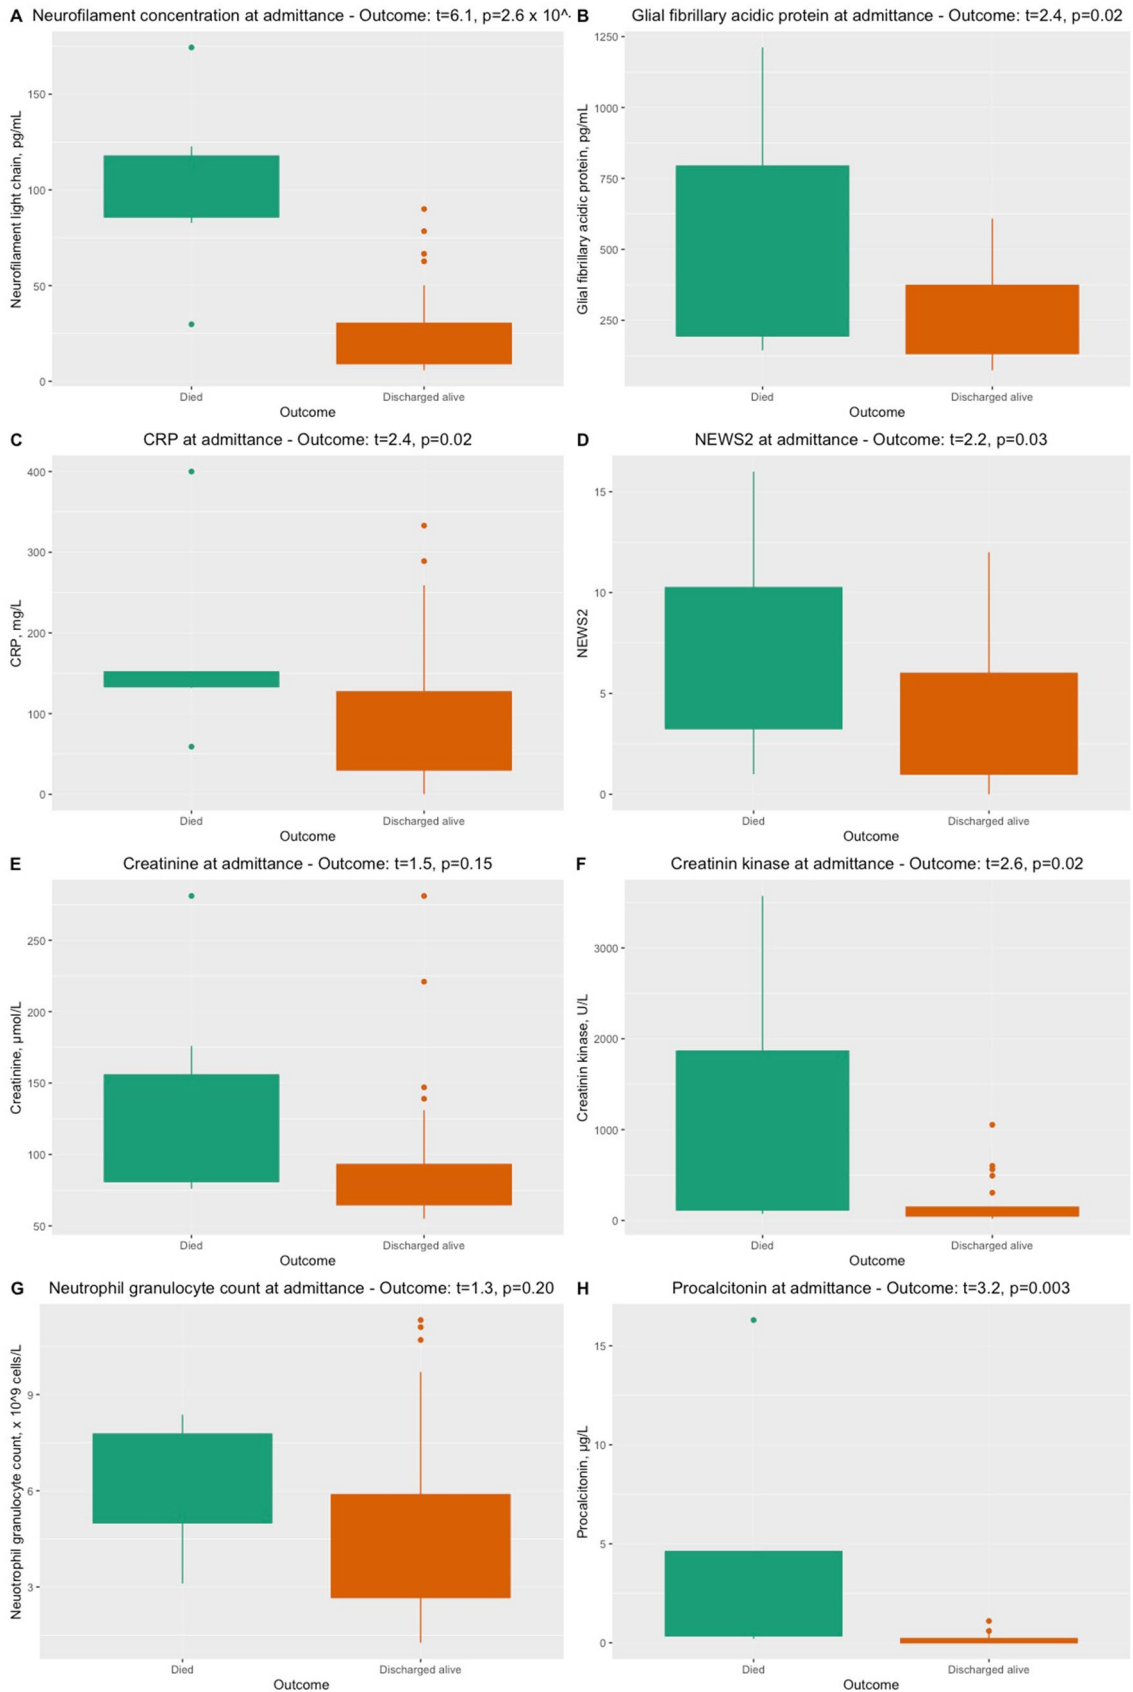 A Neurofilament concentration at admittance - Outcome: t=6.1, p=2.6 x 10^-
Neurofilament light chain, pg/mL
150
100
50
0
Died
Discharged alive
Outcome
B Glial fibrillary acidic protein at admittance - Outcome: t=2.4, p=0.02
Glial fibrillary acidic protein, pg/mL
1250
1000
750
500
250
Died
Discharged alive
Outcome
C CRP at admittance - Outcome: t=2.4, p=0.02
CRP, mg/L
400
300
200
100
0
Died
Discharged alive
Outcome
D NEWS2 at admittance - Outcome: t=2.2, p=0.03
NEWS2
15
10
5
0
Died
Discharged alive
Outcome
E Creatinine at admittance - Outcome: t=1.5, p=0.15
Creatinine, µmol/L
250
200
150
100
50
Died
Discharged alive
Outcome
F Creatinin kinase at admittance - Outcome: t=2.6, p=0.02
Creatinin kinase, U/L
3000
2000
1000
0
Died
Discharged alive
Outcome
G Neutrophil granulocyte count at admittance - Outcome: t=1.3, p=0.20
Neuotrophil granulocyte count, x 10^9 cells/L
9
6
3
Died
Discharged alive
Outcome
H Procalcitonin at admittance - Outcome: t=3.2, p=0.003
Procalcitonin, µg/L
15
10
5
0
Died
Discharged alive
Outcome